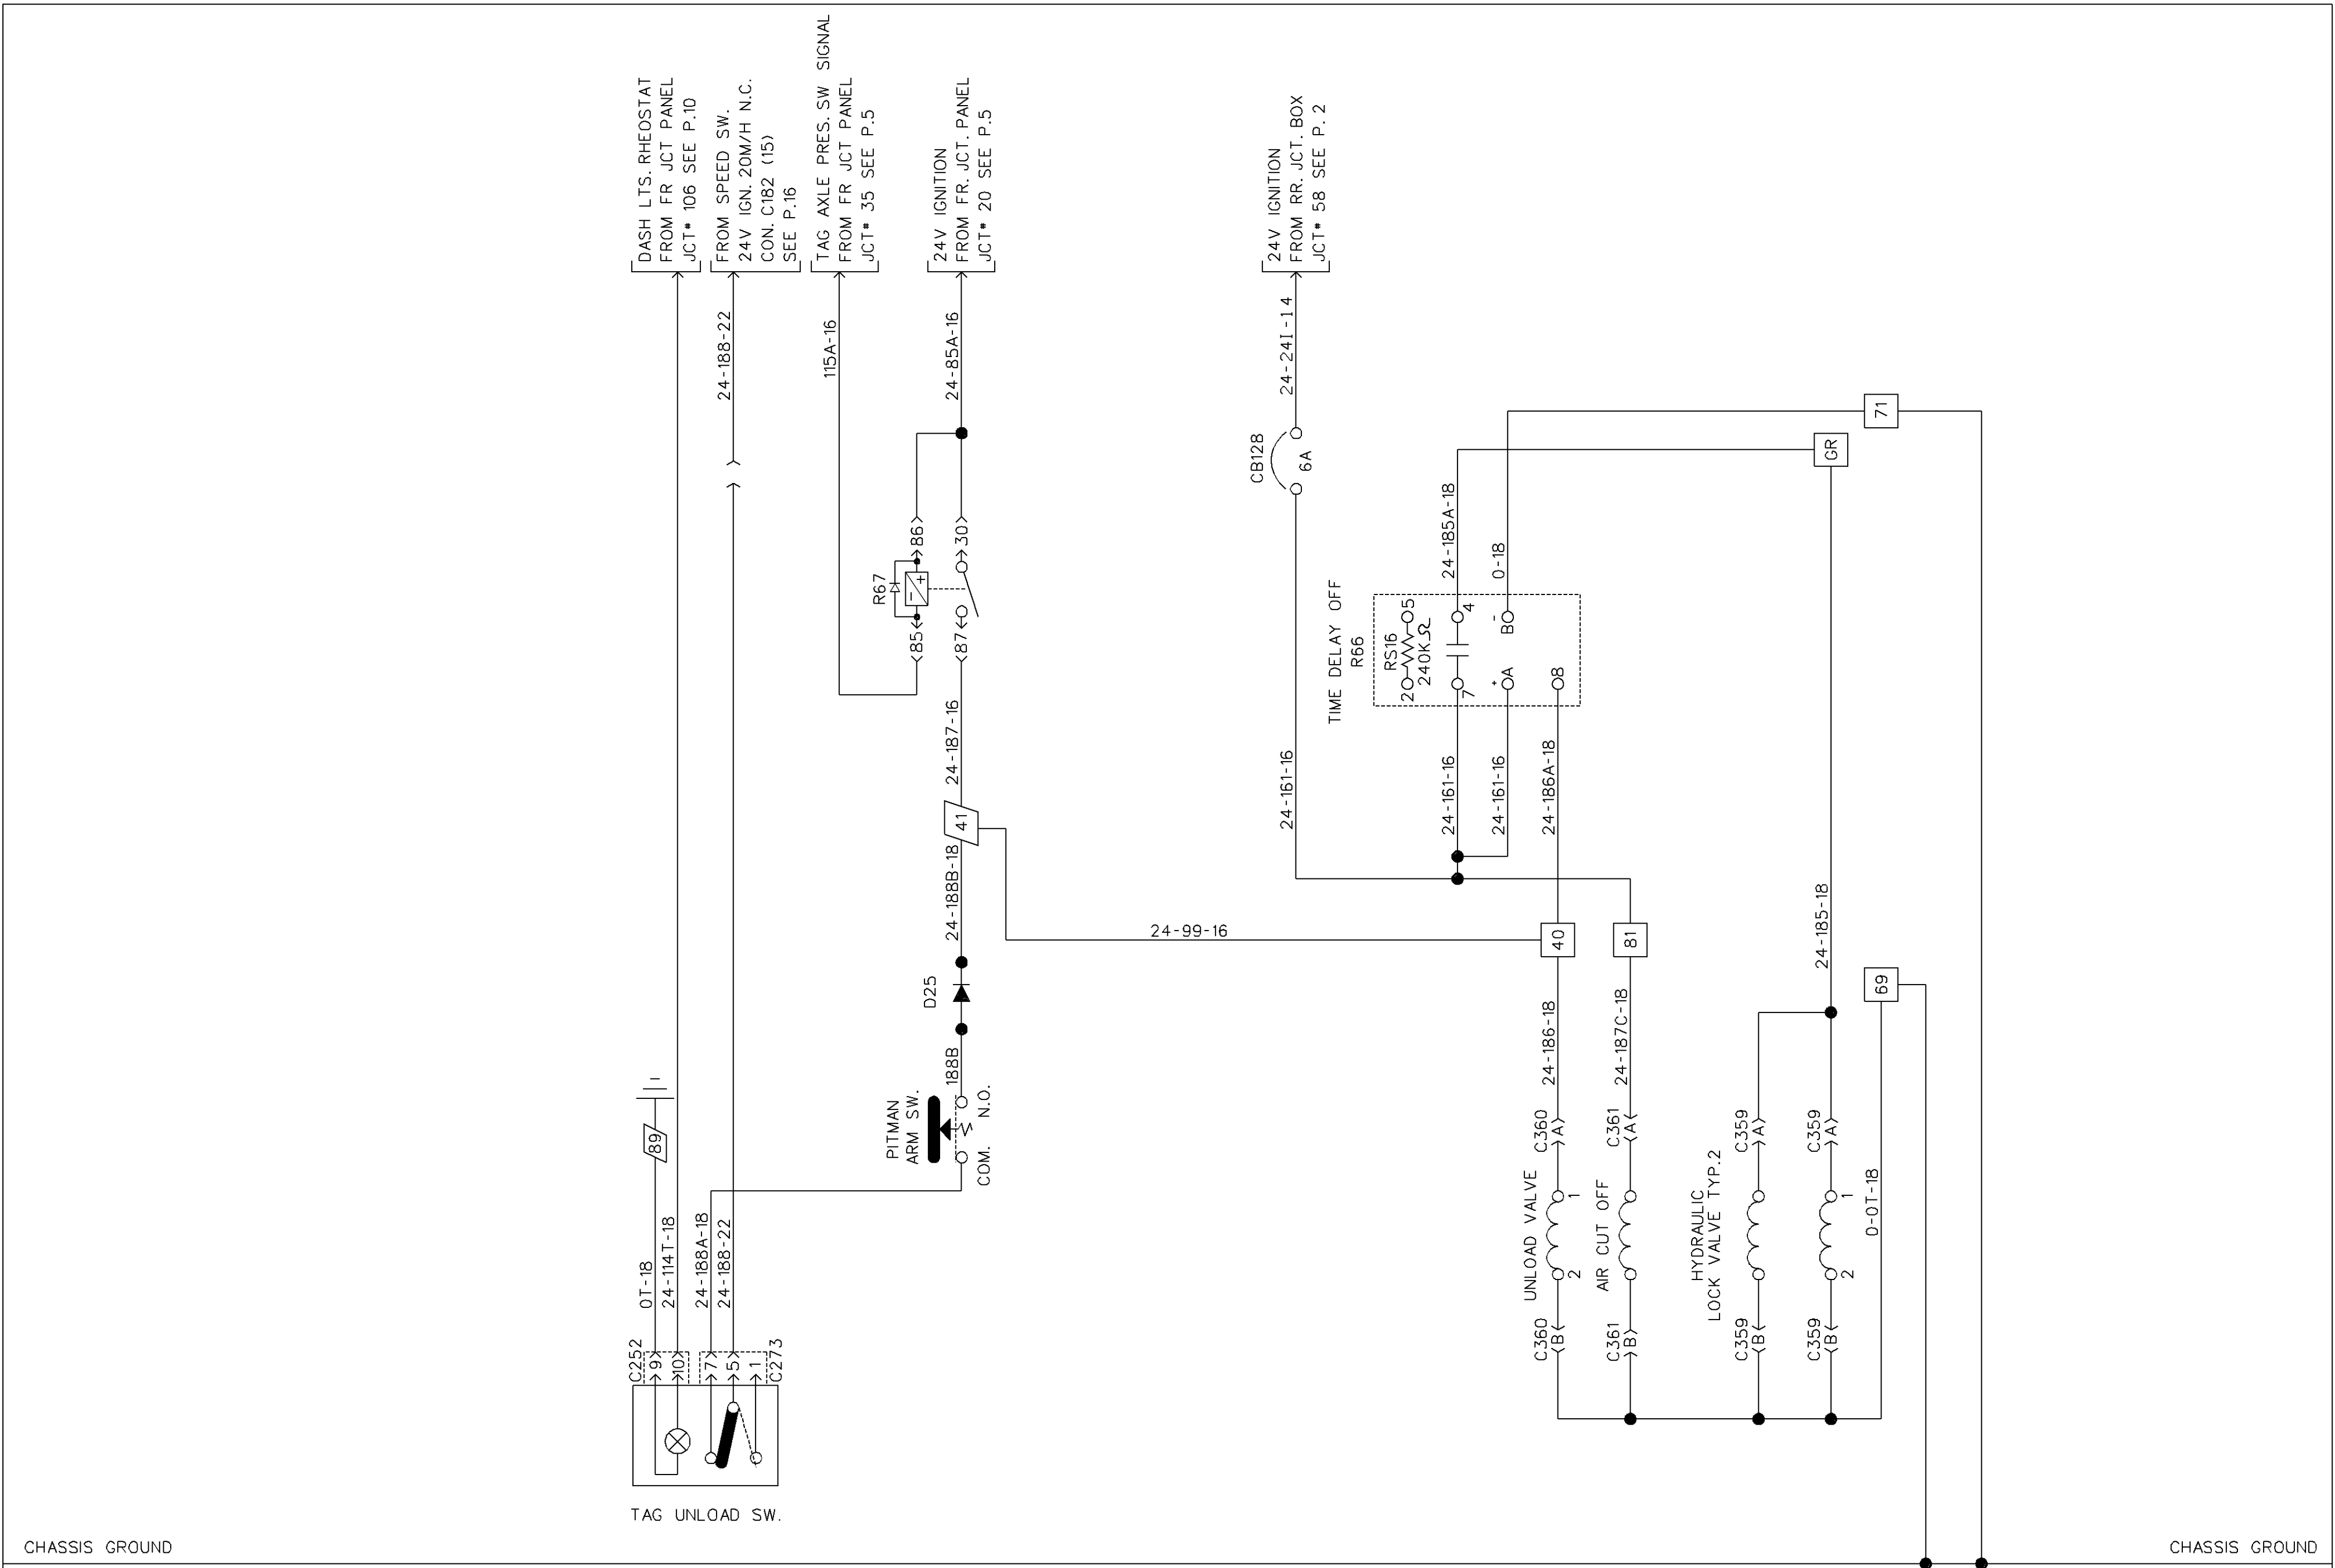 DASH LTS. RHEOSTAT
FROM FR JCT PANEL
JCT# 106 SEE P.10
FROM SPEED SW.
24V IGN. 20M/H N.C.
CON. C182 (15)
SEE P.16
TAG AXLE PRES. SW SIGNAL
FROM FR JCT PANEL
JCT# 35 SEE P.5
24V IGNITION
FROM FR. JCT. PANEL
JCT# 20 SEE P.5
24V IGNITION
FROM RR. JCT. BOX
JCT# 58 SEE P. 2
24-188-22
115A-16
24-85A-16
24-24I-14
CB128
6A
71
GR
86
30
R67
85
87
24-185A-18
0-18
TIME DELAY OFF
R66
RS16
240KΩ
5
2
4
7
-
B
+
A
8
24-187-16
24-161-16
24-161-16
24-161-16
24-186A-18
41
24-188B-18
24-99-16
40
81
24-185-18
69
D25
188B
PITMAN
ARM SW.
N.O.
COM.
89
24-186-18
24-187C-18
C360
A
C361
A
C359
A
C359
A
0T-18
24-114T-18
24-188A-18
24-188-22
UNLOAD VALVE
1
2
AIR CUT OFF
HYDRAULIC
LOCK VALVE TYP.2
1
2
0-0T-18
C360
B
C361
B
C359
B
C359
B
C252
9
10
7
5
1
C273
TAG UNLOAD SW.
CHASSIS GROUND
CHASSIS GROUND